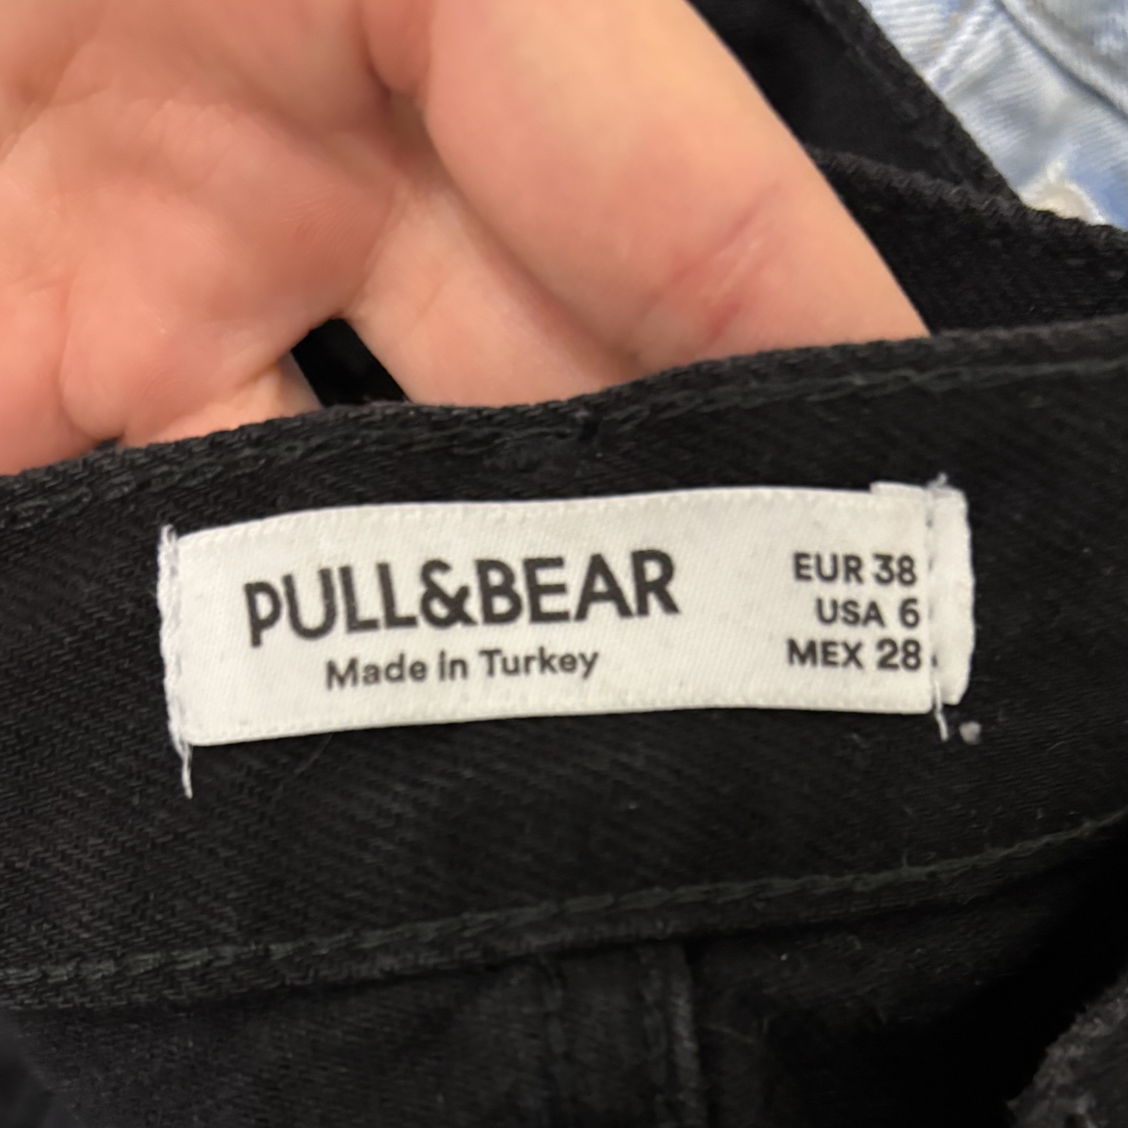 PULL&BEAR
Made in Turkey
EUR 38
USA 6
MEX 28